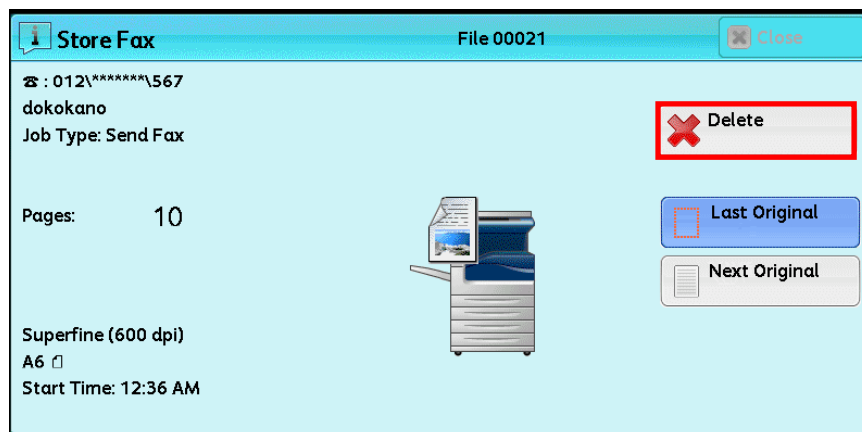 Store Fax
File 00021
Close
☎ : 012\*******\567
dokokano
Job Type: Send Fax
Delete
Pages: 10
Last Original
Next Original
Superfine (600 dpi)
A6
Start Time: 12:36 AM